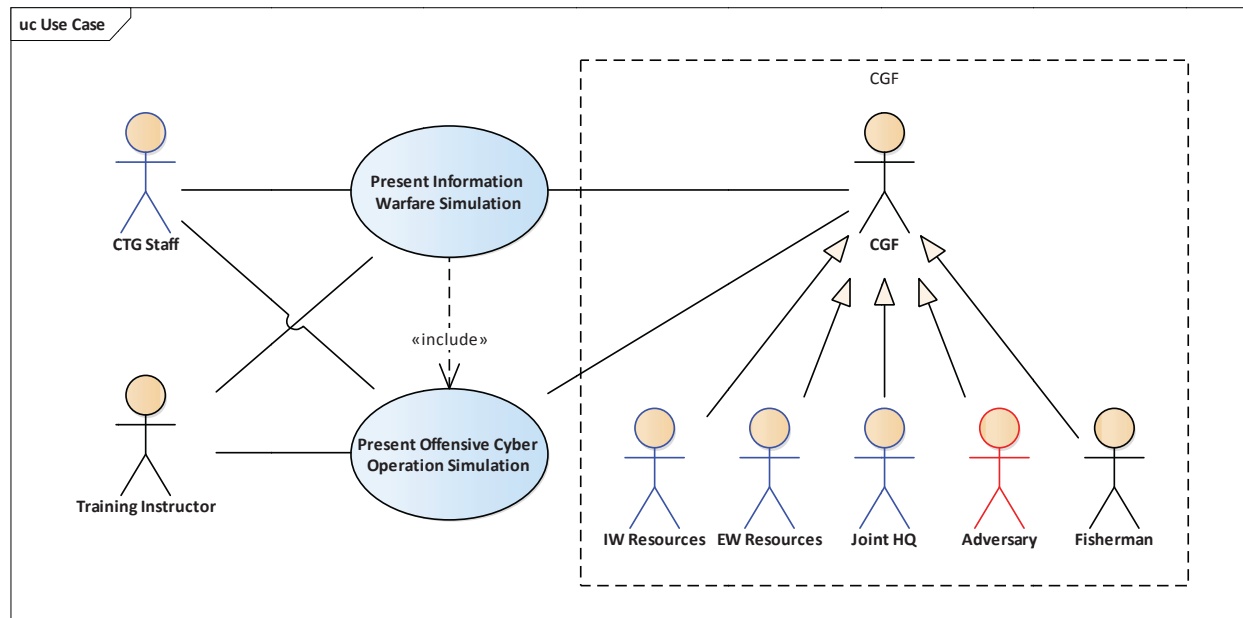 uc Use Case
CGF
CTG Staff
Present Information
Warfare Simulation
CGF
«include»
Training Instructor
Present Offensive Cyber
Operation Simulation
IW Resources
EW Resources
Joint HQ
Adversary
Fisherman